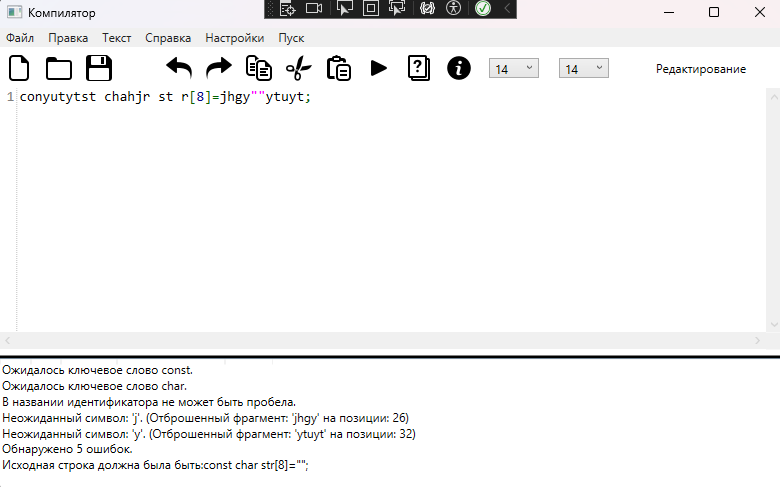 Компилятор
Файл Правка Текст Справка Настройки Пуск
14 14 Редактирование
1 conyutytst chahjr st r[8]=jhgy""ytuyt;
Ожидалось ключевое слово const.
Ожидалось ключевое слово char.
В названии идентификатора не может быть пробела.
Неожиданный символ: 'j'. (Отброшенный фрагмент: 'jhgy' на позиции: 26)
Неожиданный символ: 'y'. (Отброшенный фрагмент: 'ytuyt' на позиции: 32)
Обнаружено 5 ошибок.
Исходная строка должна была быть:const char str[8]="";